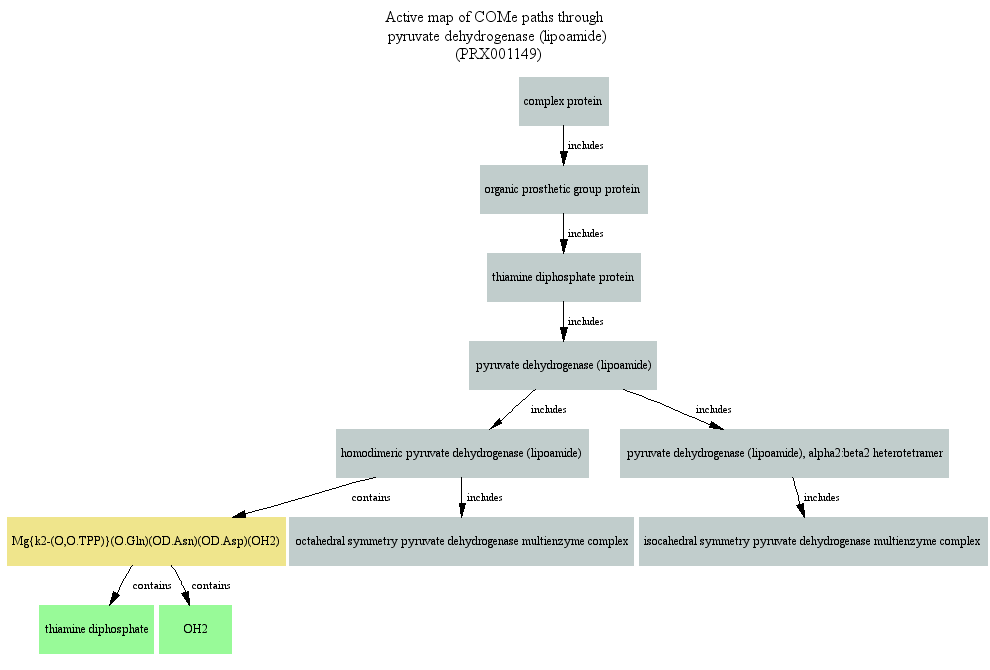 Active map of COMe paths through
pyruvate dehydrogenase (lipoamide)
(PRX001149)
complex protein
includes
organic prosthetic group protein
includes
thiamine diphosphate protein
includes
pyruvate dehydrogenase (lipoamide)
includes
includes
homodimeric pyruvate dehydrogenase (lipoamide)
pyruvate dehydrogenase (lipoamide), alpha2:beta2 heterotetramer
contains
includes
includes
Mg{k2-(O,O.TPP)}(O.Gln)(OD.Asn)(OD.Asp)(OH2)
octahedral symmetry pyruvate dehydrogenase multienzyme complex
isocahedral symmetry pyruvate dehydrogenase multienzyme complex
contains
contains
thiamine diphosphate
OH2